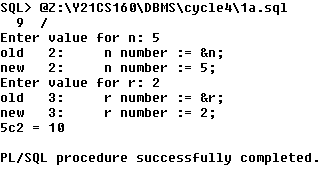 SQL> @Z:\Y21CS160\DBMS\cycle4\1a.sql
  9  /
Enter value for n: 5
old   2:     n number := &n;
new   2:     n number := 5;
Enter value for r: 2
old   3:     r number := &r;
new   3:     r number := 2;
5c2 = 10
PL/SQL procedure successfully completed.